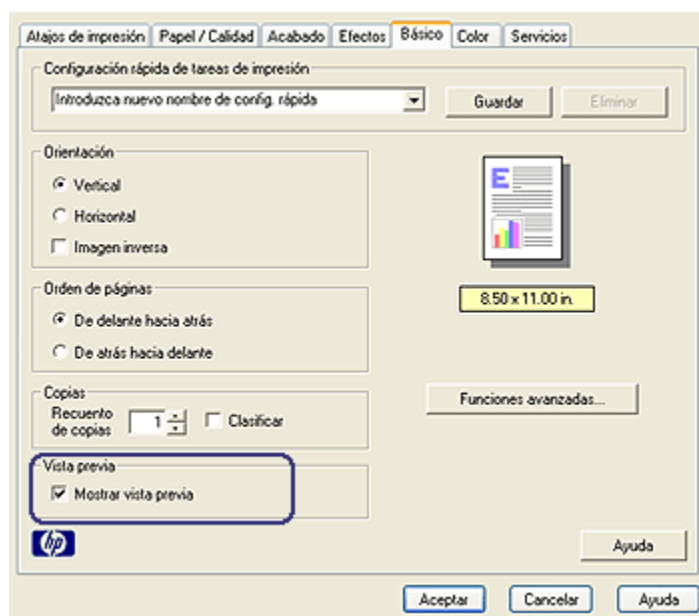 Atajos de impresión Papel / Calidad Acabado Efectos Básico Color Servicios
Configuración rápida de tareas de impresión
Introduzca nuevo nombre de config. rápida Guardar Eliminar
Orientación
Vertical
Horizontal
Imagen inversa
E
8.50 x 11.00 in.
Orden de páginas
De delante hacia atrás
De atrás hacia delante
Copias
Recuento
de copias 1 Clasificar
Funciones avanzadas...
Vista previa
Mostrar vista previa
hp
Ayuda
Aceptar Cancelar Ayuda